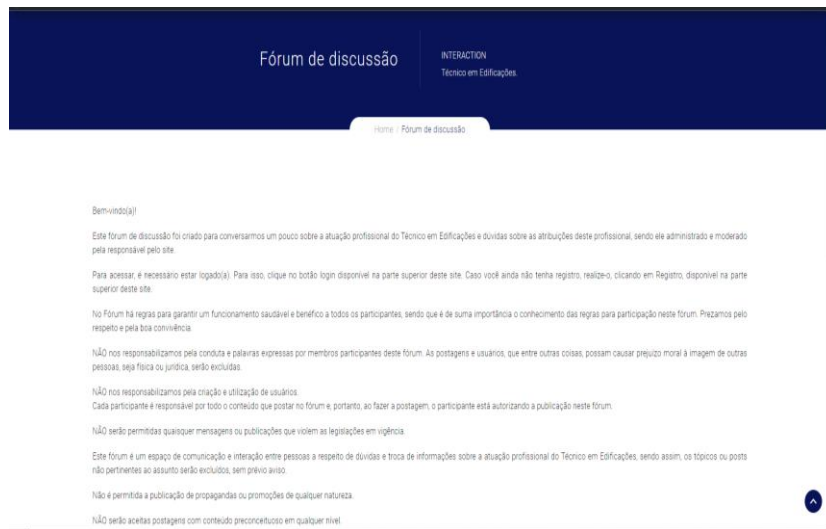 Fórum de discussão
INTERACTION
Técnico em Edificações.
Home / Fórum de discussão
Bem-vindo(a)!
Este fórum de discussão foi criado para conversarmos um pouco sobre a atuação profissional do Técnico em Edificações e dúvidas sobre as atribuições deste profissional, sendo ele administrado e moderado
pela responsável pelo site.
Para acessar, é necessário estar logado(a). Para isso, clique no botão login disponível na parte superior deste site. Caso você ainda não tenha registro, realize-o, clicando em Registro, disponível na parte
superior deste site.
No Fórum há regras para garantir um funcionamento saudável e benéfico a todos os participantes, sendo que é de suma importância o conhecimento das regras para participação neste fórum. Prezamos pelo
respeito e pela boa convivência.
NÃO nos responsabilizamos pela conduta e palavras expressas por membros participantes deste fórum. As postagens e usuários, que entre outras coisas, possam causar prejuízo moral à imagem de outras
pessoas, seja física ou jurídica, serão excluídas.
NÃO nos responsabilizamos pela criação e utilização de usuários.
Cada participante é responsável por todo o conteúdo que postar no fórum e, portanto, ao fazer a postagem, o participante está autorizando a publicação neste fórum.
NÃO serão permitidas quaisquer mensagens ou publicações que violem as legislações em vigência.
Este fórum é um espaço de comunicação e interação entre pessoas a respeito de dúvidas e troca de informações sobre a atuação profissional do Técnico em Edificações, sendo assim, os tópicos ou posts
não pertinentes ao assunto serão excluídos, sem prévio aviso.
Não é permitida a publicação de propagandas ou promoções de qualquer natureza.
NÃO serão aceitas postagens com conteúdo preconceituoso em qualquer nível